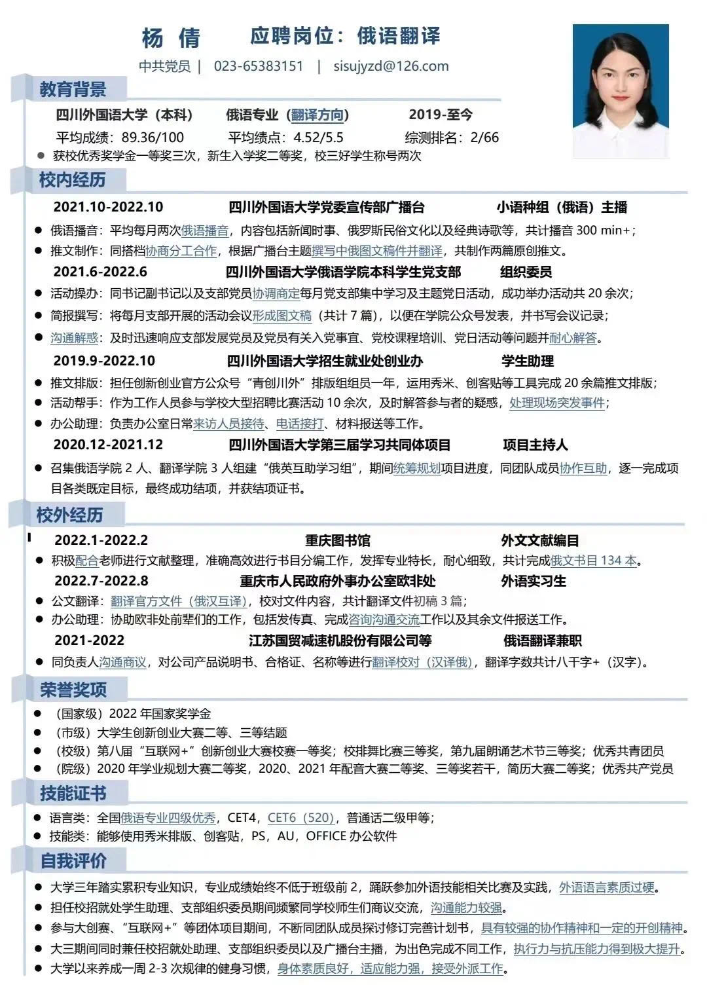 杨 倩 应聘岗位：俄语翻译
中共党员 | 023-65383151 | sisujyzd@126.com
教育背景
四川外国语大学（本科） 俄语专业（翻译方向） 2019-至今
平均成绩：89.36/100 平均绩点：4.52/5.5 综测排名：2/66
● 获校优秀奖学金一等奖三次，新生入学奖二等奖，校三好学生称号两次
校内经历
2021.10-2022.10 四川外国语大学党委宣传部广播台 小语种组（俄语）主播
● 俄语播音：平均每月两次俄语播音，内容包括新闻时事、俄罗斯民俗文化以及经典诗歌等，共计播音 300 min+；
● 推文制作：同搭档协商分工合作，根据广播台主题撰写中俄图文稿件并翻译，共制作两篇原创推文。
2021.6-2022.6 四川外国语大学俄语学院本科学生党支部 组织委员
● 活动操办：同书记副书记以及支部党员协调商定每月党支部集中学习及主题党日活动，成功举办活动共 20 余次；
● 简报撰写：将每月支部开展的活动会议形成图文稿（共计 7 篇），以便在学院公众号发表，并书写会议记录；
● 沟通解惑：及时迅速响应支部发展党员及党员有关入党事宜、党校课程培训、党日活动等问题并耐心解答。
2019.9-2022.10 四川外国语大学招生就业处创业办 学生助理
● 推文排版：担任创新创业官方公众号“青创川外”排版组组员一年，运用秀米、创客贴等工具完成 20 余篇推文排版；
● 活动帮手：作为工作人员参与学校大型招聘比赛活动 10 余次，及时解答参与者的疑惑，处理现场突发事件；
● 办公助理：负责办公室日常来访人员接待、电话接打、材料报送等工作。
2020.12-2021.12 四川外国语大学第三届学习共同体项目 项目主持人
● 召集俄语学院 2 人、翻译学院 3 人组建“俄英互助学习组”，期间统筹规划项目进度，同团队成员协作互助，逐一完成项
目各类既定目标，最终成功结项，并获结项证书。
校外经历
2022.1-2022.2 重庆图书馆 外文文献编目
● 积极配合老师进行文献整理，准确高效进行书目分编工作，发挥专业特长，耐心细致，共计完成俄文书目 134 本。
2022.7-2022.8 重庆市人民政府外事办公室欧非处 外语实习生
● 公文翻译：翻译官方文件（俄汉互译），校对文件内容，共计翻译文件初稿 3 篇；
● 办公助理：协助欧非处前辈们的工作，包括发传真、完成咨询沟通交流工作以及其余文件报送工作。
2021-2022 江苏国贸减速机股份有限公司等 俄语翻译兼职
● 同负责人沟通商议，对公司产品说明书、合格证、名称等进行翻译校对（汉译俄），翻译字数共计八千字+（汉字）。
荣誉奖项
● （国家级）2022 年国家奖学金
● （市级）大学生创新创业大赛二等、三等结题
● （校级）第八届“互联网+”创新创业大赛校赛一等奖；校排舞比赛三等奖，第九届朗诵艺术节三等奖；优秀共青团员
● （院级）2020 年学业规划大赛二等奖，2020、2021 年配音大赛二等奖、三等奖若干，简历大赛二等奖；优秀共产党员
技能证书
● 语言类：全国俄语专业四级优秀，CET4，CET6（520），普通话二级甲等；
● 技能类：能够使用秀米排版、创客贴，PS，AU，OFFICE 办公软件
自我评价
● 大学三年踏实累积专业知识，专业成绩始终不低于班级前 2，踊跃参加外语技能相关比赛及实践，外语语言素质过硬。
● 担任校招就处学生助理、支部组织委员期间频繁同学校师生们商议交流，沟通能力较强。
● 参与大创赛、“互联网+”等团体项目期间，不断同团队成员探讨修订完善计划书，具有较强的协作精神和一定的开创精神。
● 大三期间同时兼任校招就处助理、支部组织委员以及广播台主播，为出色完成不同工作，执行力与抗压能力得到极大提升。
● 大学以来养成一周 2-3 次规律的健身习惯，身体素质良好，适应能力强，接受外派工作。